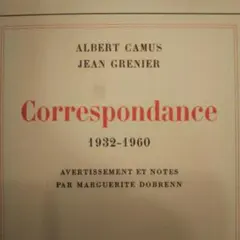 ALBERT CAMUS
JEAN GRENIER
Correspondance
1932-1960
AVERTISSEMENT ET NOTES
PAR MARGUERITE DOBRENN